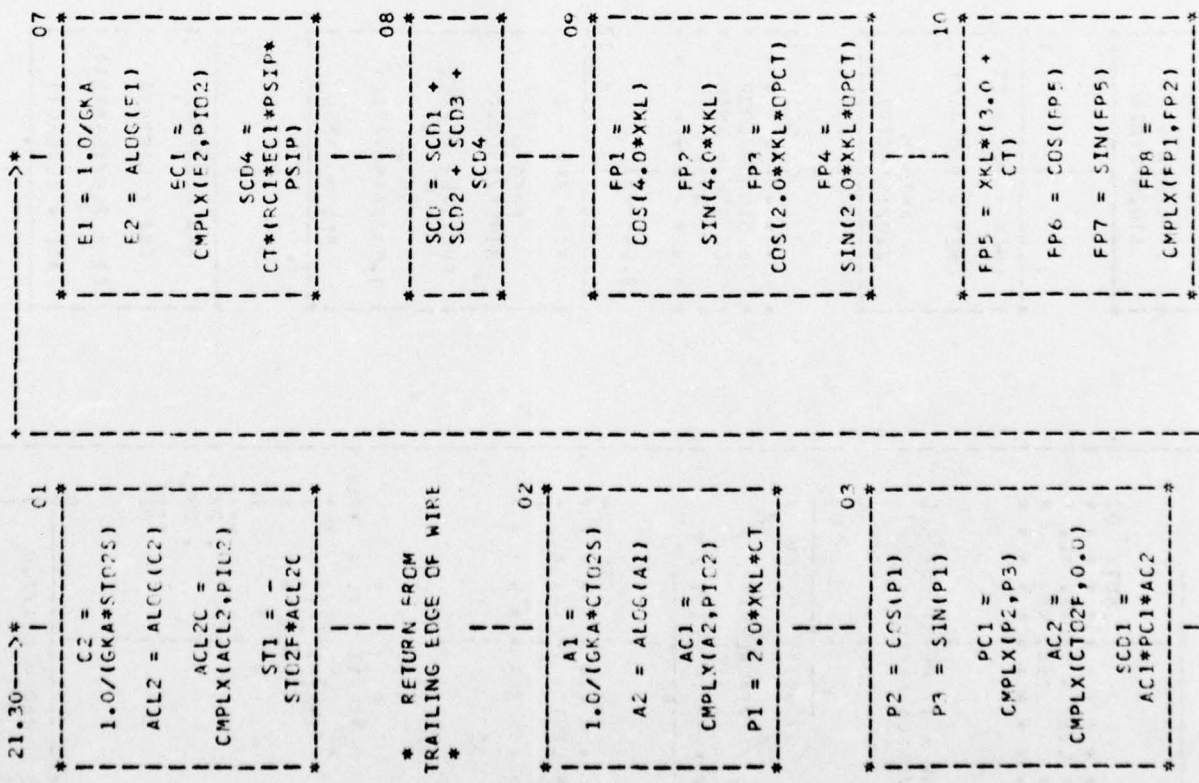 21.30--->*
01
C2 =
1.0/(GKA*STO2S)
ACL2 = ALOG(C2)
ACL2C =
CMPLX(ACL2,PIO2)
ST1 = -
STO2F*ACL2C
* RETURN FROM
TRAILING EDGE OF WIRE
*
02
A1 =
1.0/(GKA*CTO2S)
A2 = ALOG(A1)
AC1 =
CMPLX(A2,PIO2)
P1 = 2.0*XKL*CT
03
P2 = COS(P1)
P3 = SIN(P1)
PC1 =
CMPLX(P2,P3)
AC2 =
CMPLX(CTO2F,0.0)
SCD1 =
AC1*PC1*AC2
07
E1 = 1.0/GKA
E2 = ALOG(E1)
EC1 =
CMPLX(E2,PIO2)
SCD4 =
CT*(RC1*EC1*PSIP*
PSIP)
08
SCD = SCD1 +
SCD2 + SCD3 +
SCD4
09
FP1 =
COS(4.0*XKL)
FP2 =
SIN(4.0*XKL)
FP3 =
COS(2.0*XKL*OPCT)
FP4 =
SIN(2.0*XKL*OPCT)
10
FP5 = XKL*(3.0 +
CT)
FP6 = COS(FP5)
FP7 = SIN(FP5)
FP8 =
CMPLX(FP1,FP2)